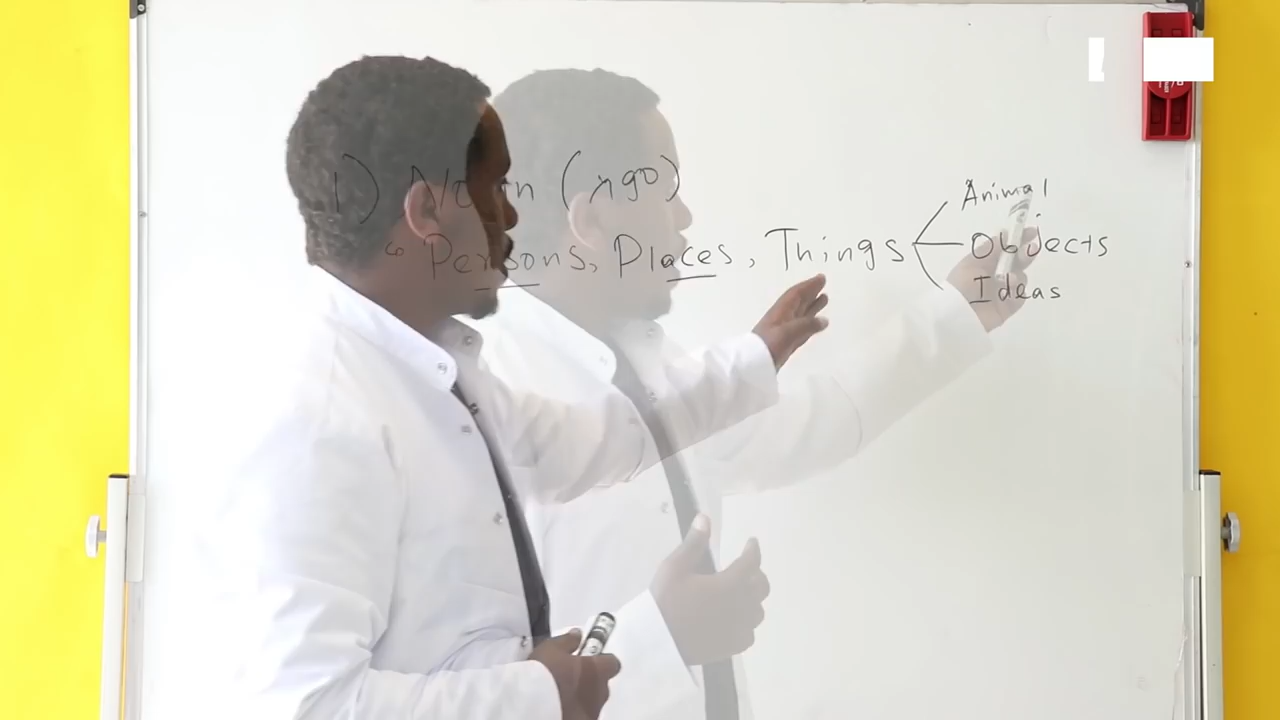 1) Noun (ስም)
Persons, Places, Things
Animal
Objects
Ideas